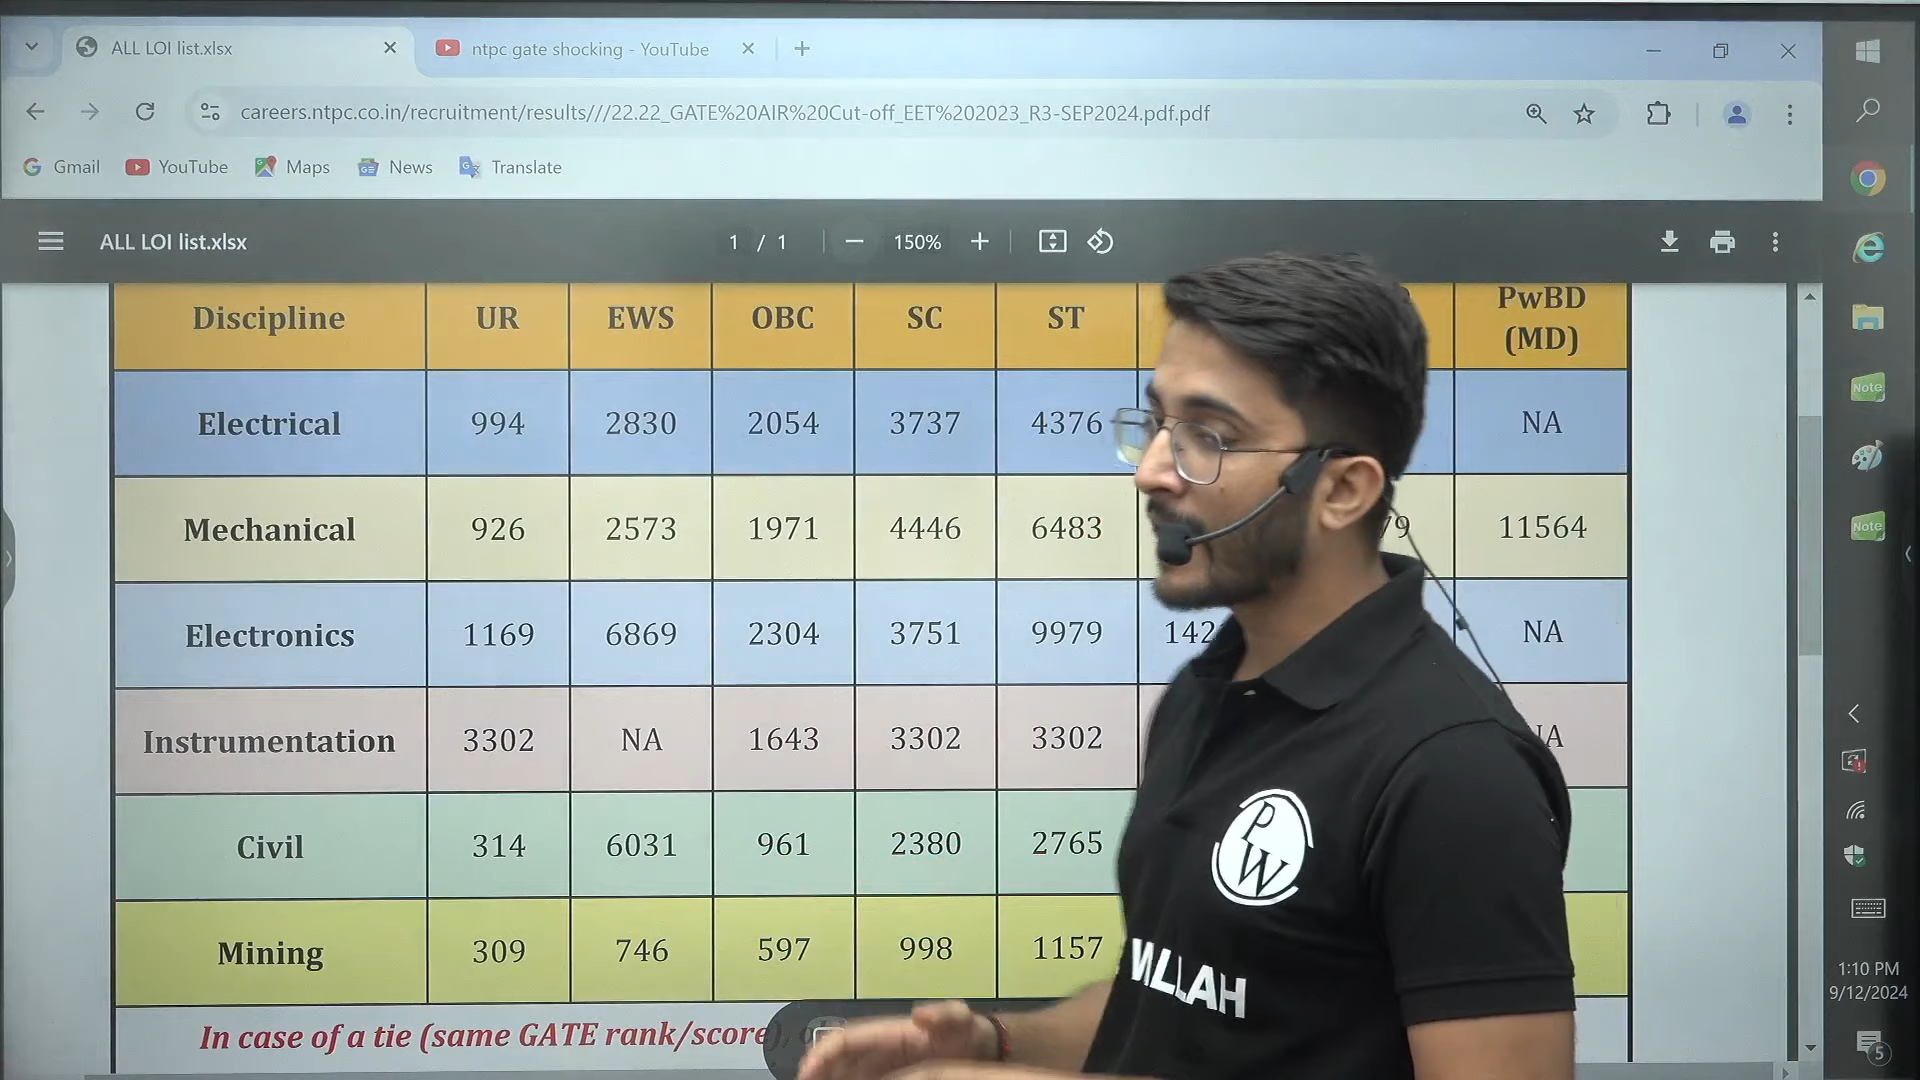 ALL LOI list.xlsx
ntpc gate shocking - YouTube
careers.ntpc.co.in/recruitment/results///22.22_GATE%20AIR%20Cut-off_EET%202023_R3-SEP2024.pdf.pdf
Gmail YouTube Maps News Translate
ALL LOI list.xlsx 1 / 1 150%
Discipline UR EWS OBC SC ST PwBD (MD)
Electrical 994 2830 2054 3737 4376 NA
Mechanical 926 2573 1971 4446 6483 11564
Electronics 1169 6869 2304 3751 9979 NA
Instrumentation 3302 NA 1643 3302 3302
Civil 314 6031 961 2380 2765
Mining 309 746 597 998 1157
In case of a tie (same GATE rank/score)
Note
Note
1:10 PM
9/12/2024
5
PW